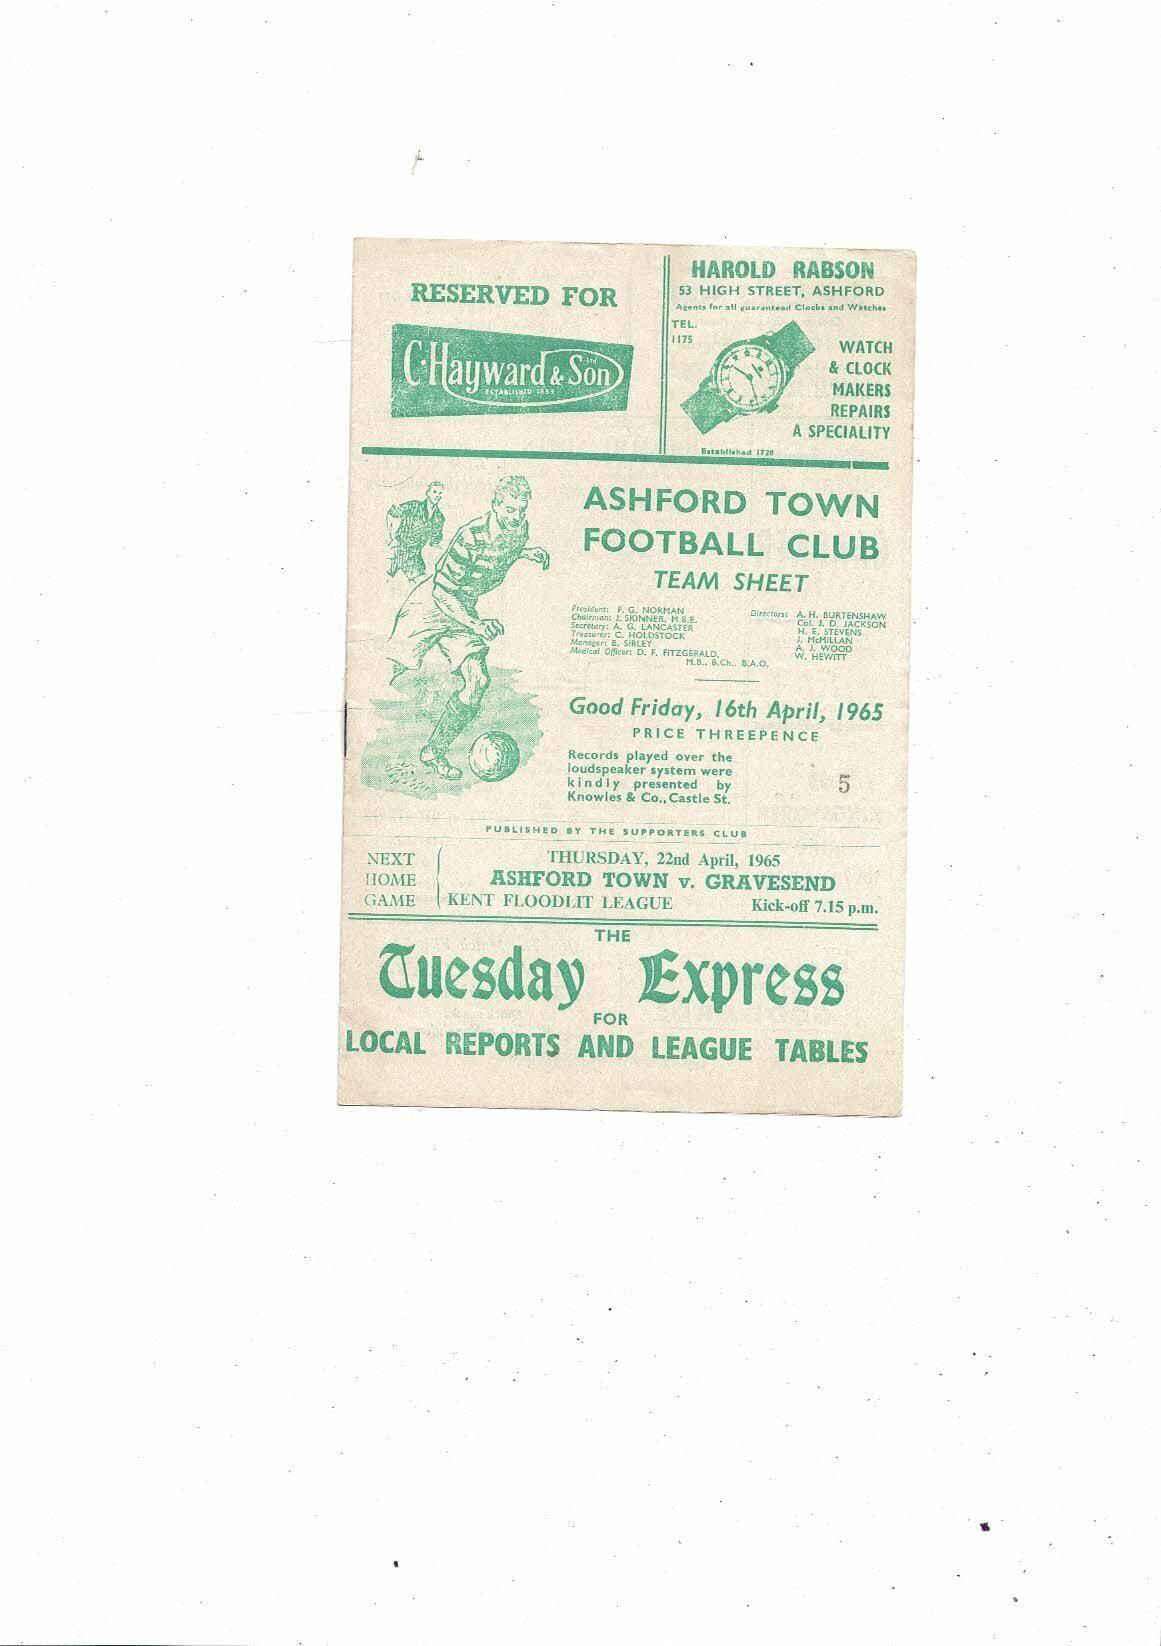 RESERVED FOR
C. Hayward & Son Ltd
ESTABLISHED 1889
HAROLD RABSON
53 HIGH STREET, ASHFORD
Agents for all guaranteed Clocks and Watches
TEL.
1175
WATCH
& CLOCK
MAKERS
REPAIRS
A SPECIALITY
Established 1720
ASHFORD TOWN
FOOTBALL CLUB
TEAM SHEET
President: F. G. NORMAN
Chairman: J. SKINNER, M.B.E.
Secretary: A. G. LANCASTER
Treasurer: C. HOLDSTOCK
Manager: B. SIBLEY
Medical Officer: D. F. FITZGERALD,
M.B., B.Ch., B.A.O.
Directors: A. H. BURTENSHAW
Col. J. D. JACKSON
H. E. STEVENS
J. McMILLAN
A. J. WOOD
W. HEWITT
Good Friday, 16th April, 1965
PRICE THREEPENCE
Records played over the
loudspeaker system were
kindly presented by
Knowles & Co., Castle St.
5
PUBLISHED BY THE SUPPORTERS CLUB
NEXT
HOME
GAME
THURSDAY, 22nd April, 1965
ASHFORD TOWN v. GRAVESEND
KENT FLOODLIT LEAGUE Kick-off 7.15 p.m.
THE
Tuesday Express
FOR
LOCAL REPORTS AND LEAGUE TABLES